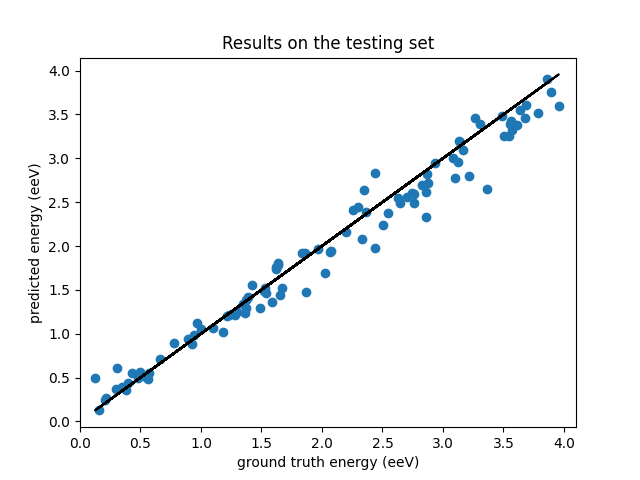 Results on the testing set
4.0
3.5
3.0
2.5
2.0
1.5
1.0
0.5
0.0
predicted energy (eeV)
0.0 0.5 1.0 1.5 2.0 2.5 3.0 3.5 4.0
ground truth energy (eeV)